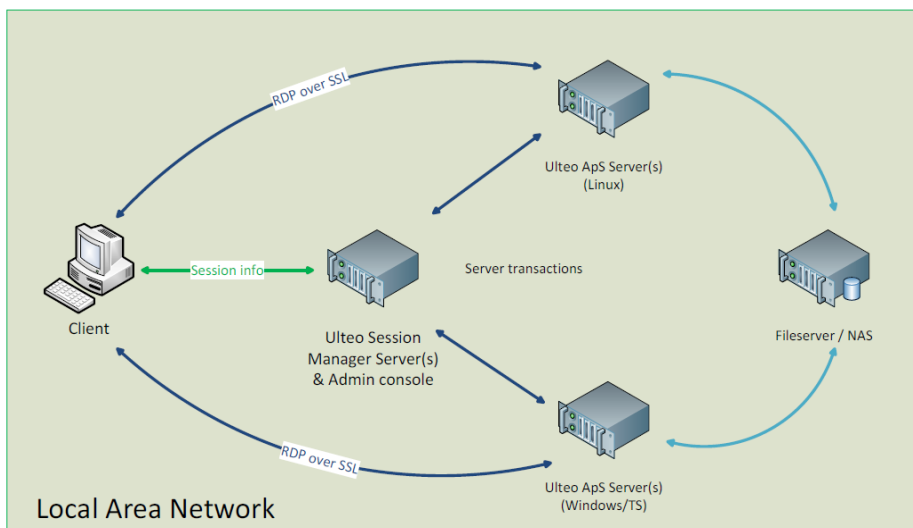 RDP over SSL
Ulteo ApS Server(s)
(Linux)
Session info
Server transactions
Client
Ulteo Session
Manager Server(s)
& Admin console
Fileserver / NAS
RDP over SSL
Ulteo ApS Server(s)
(Windows/TS)
Local Area Network